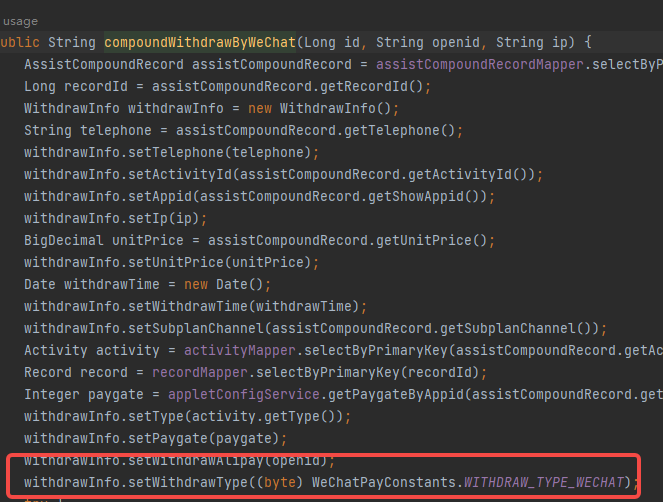 usage
ublic String compoundWithdrawByWeChat(Long id, String openid, String ip) {
AssistCompoundRecord assistCompoundRecord = assistCompoundRecordMapper.selectByP
Long recordId = assistCompoundRecord.getRecordId();
WithdrawInfo withdrawInfo = new WithdrawInfo();
String telephone = assistCompoundRecord.getTelephone();
withdrawInfo.setTelephone(telephone);
withdrawInfo.setActivityId(assistCompoundRecord.getActivityId());
withdrawInfo.setAppid(assistCompoundRecord.getShowAppid());
withdrawInfo.setIp(ip);
BigDecimal unitPrice = assistCompoundRecord.getUnitPrice();
withdrawInfo.setUnitPrice(unitPrice);
Date withdrawTime = new Date();
withdrawInfo.setWithdrawTime(withdrawTime);
withdrawInfo.setSubplanChannel(assistCompoundRecord.getSubplanChannel());
Activity activity = activityMapper.selectByPrimaryKey(assistCompoundRecord.getAc
Record record = recordMapper.selectByPrimaryKey(recordId);
Integer paygate = appletConfigService.getPaygateByAppid(assistCompoundRecord.get
withdrawInfo.setType(activity.getType());
withdrawInfo.setPaygate(paygate);
withdrawInfo.setWithdrawAlipay(openid);
withdrawInfo.setWithdrawType((byte) WeChatPayConstants.WITHDRAW_TYPE_WECHAT);